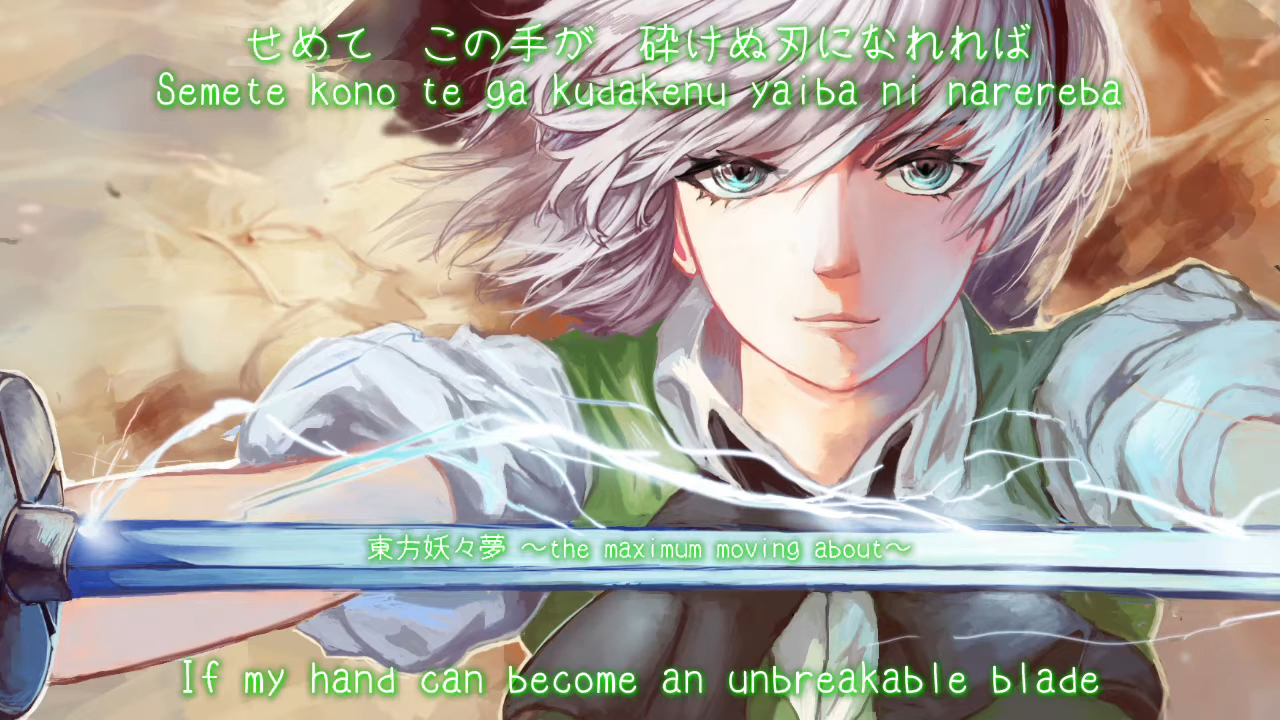 せめて　この手が　砕けぬ刃になれれば
Semete kono te ga kudakenu yaiba ni narereba
東方妖々夢 ～the maximum moving about～
If my hand can become an unbreakable blade